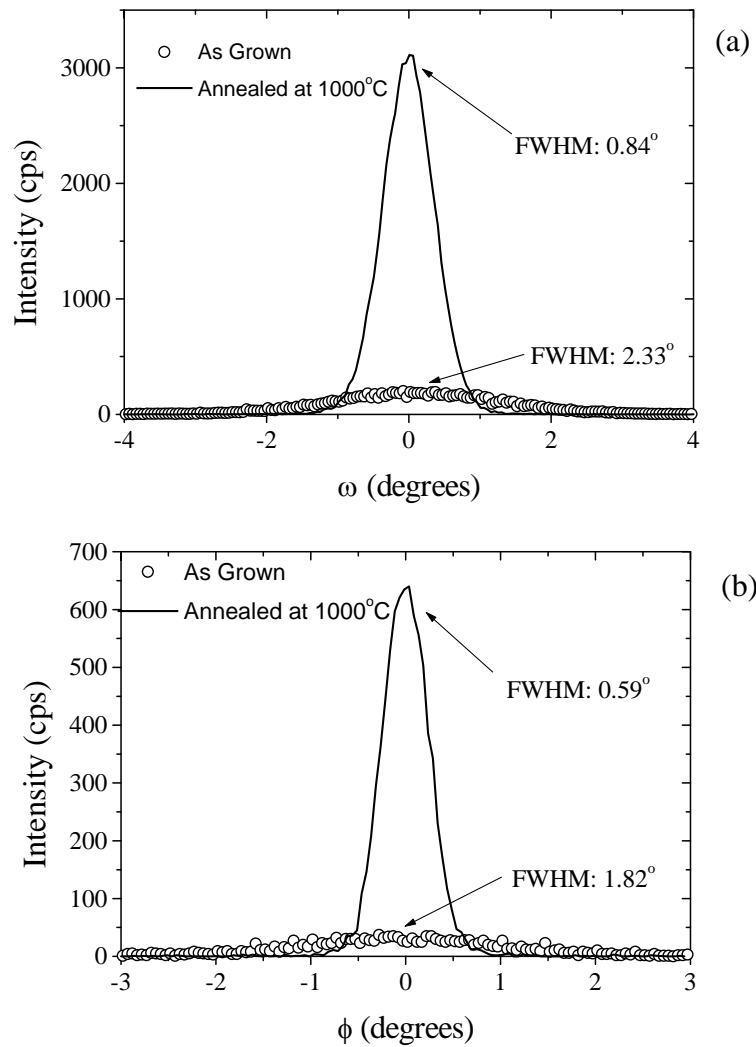 (a)
As Grown
Annealed at 1000°C
3000
2000
1000
0
Intensity (cps)
FWHM: 0.84°
FWHM: 2.33°
-4 -2 0 2 4
ω (degrees)
(b)
As Grown
Annealed at 1000°C
700
600
500
400
300
200
100
0
Intensity (cps)
FWHM: 0.59°
FWHM: 1.82°
-3 -2 -1 0 1 2 3
ϕ (degrees)